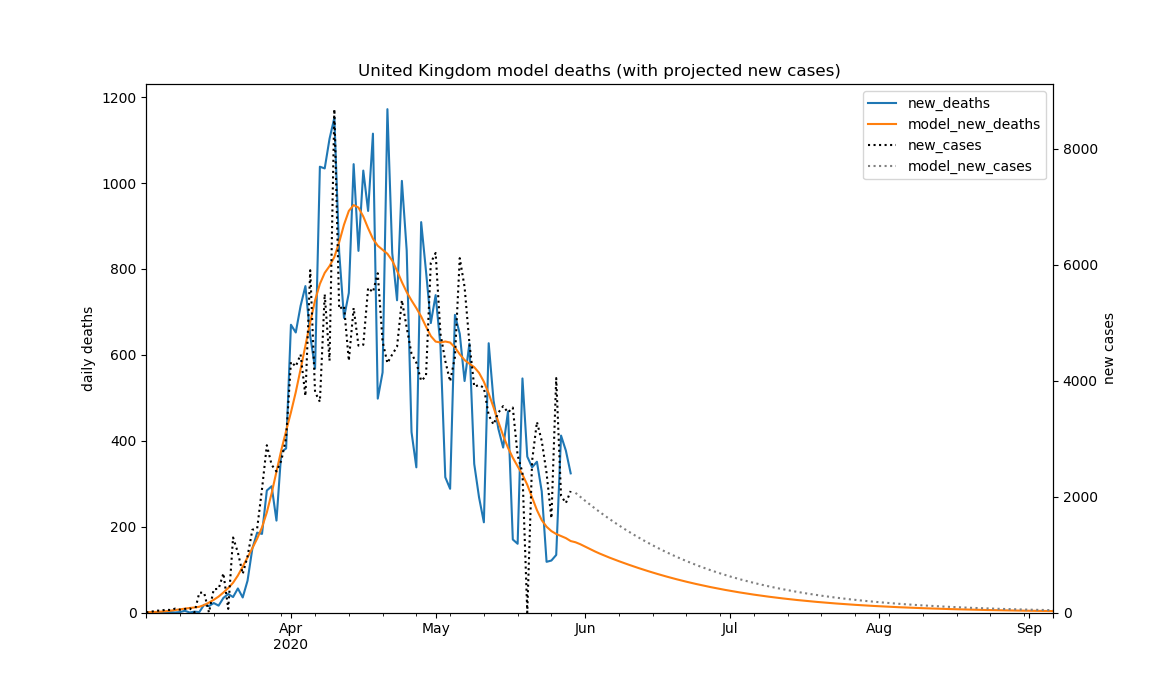 United Kingdom model deaths (with projected new cases)
new_deaths
model_new_deaths
new_cases
model_new_cases
daily deaths
1200
1000
800
600
400
200
0
new cases
8000
6000
4000
2000
0
Apr
2020
May
Jun
Jul
Aug
Sep